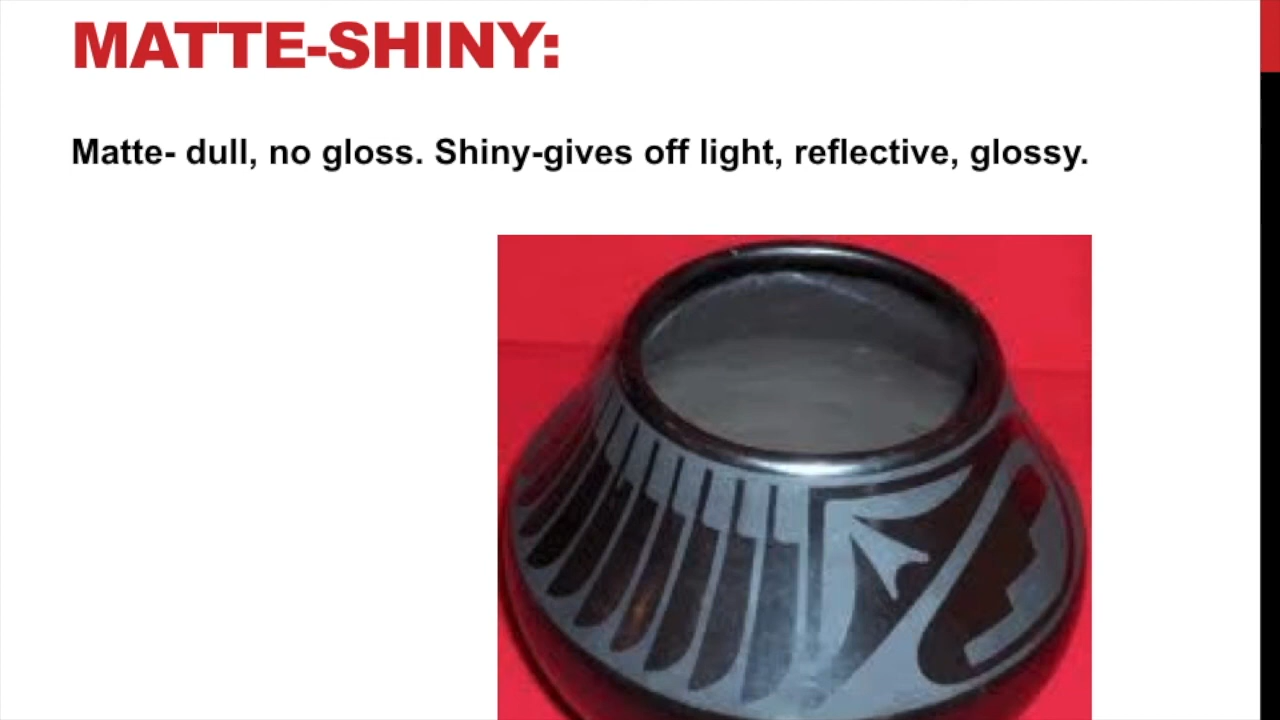 MATTE-SHINY:
Matte- dull, no gloss. Shiny-gives off light, reflective, glossy.